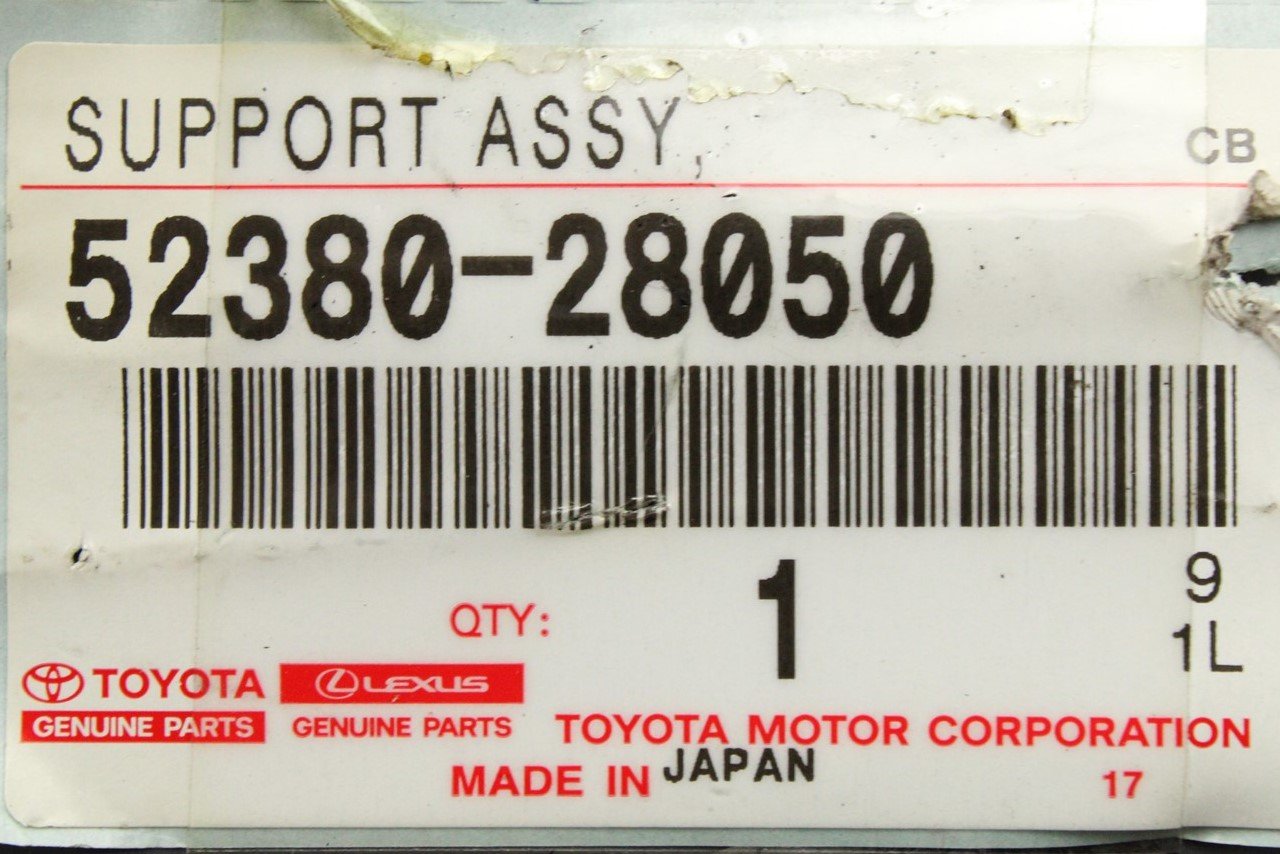 SUPPORT ASSY,
CB
52380-28050
QTY: 1
9
1L
TOYOTA
GENUINE PARTS
LEXUS
GENUINE PARTS
TOYOTA MOTOR CORPORATION
MADE IN JAPAN
17